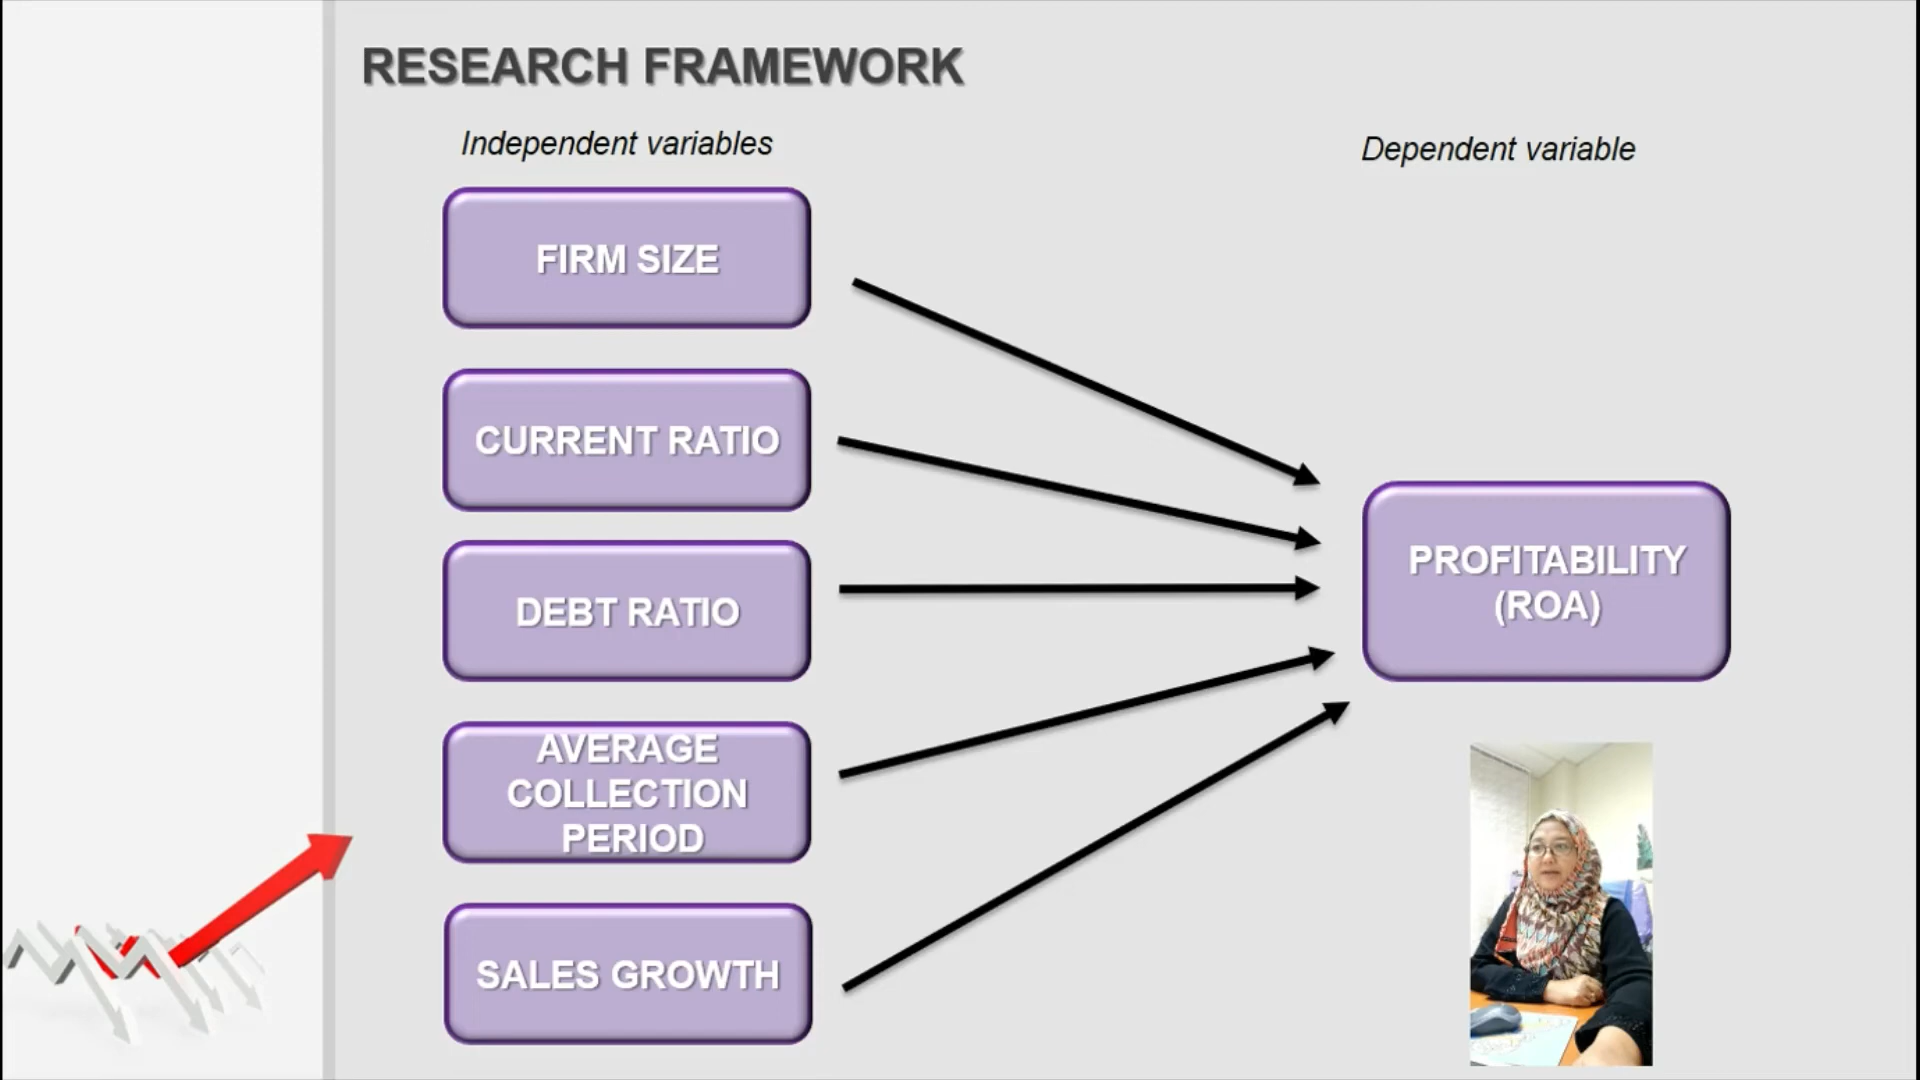 RESEARCH FRAMEWORK
Independent variables
Dependent variable
FIRM SIZE
CURRENT RATIO
DEBT RATIO
AVERAGE
COLLECTION
PERIOD
SALES GROWTH
PROFITABILITY
(ROA)